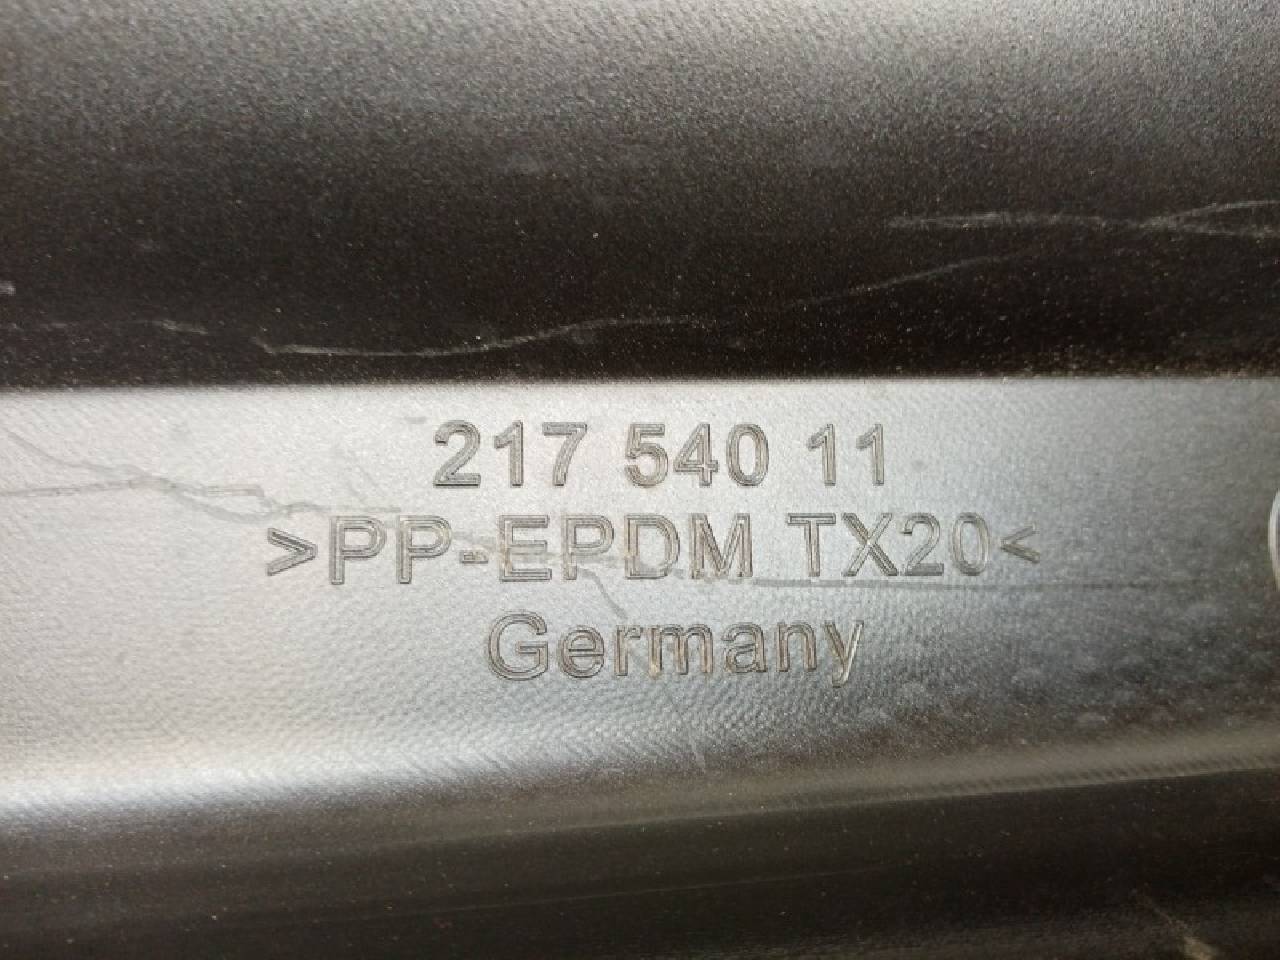 217 540 11
>PP-EPDM TX20<
Germany